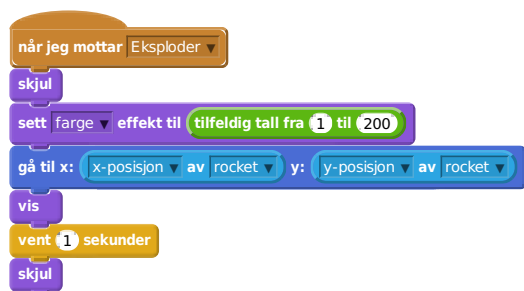 når jeg mottar Eksploder
skjul
sett farge effekt til tilfeldig tall fra 1 til 200
gå til x: x-posisjon av rocket y: y-posisjon av rocket
vis
vent 1 sekunder
skjul